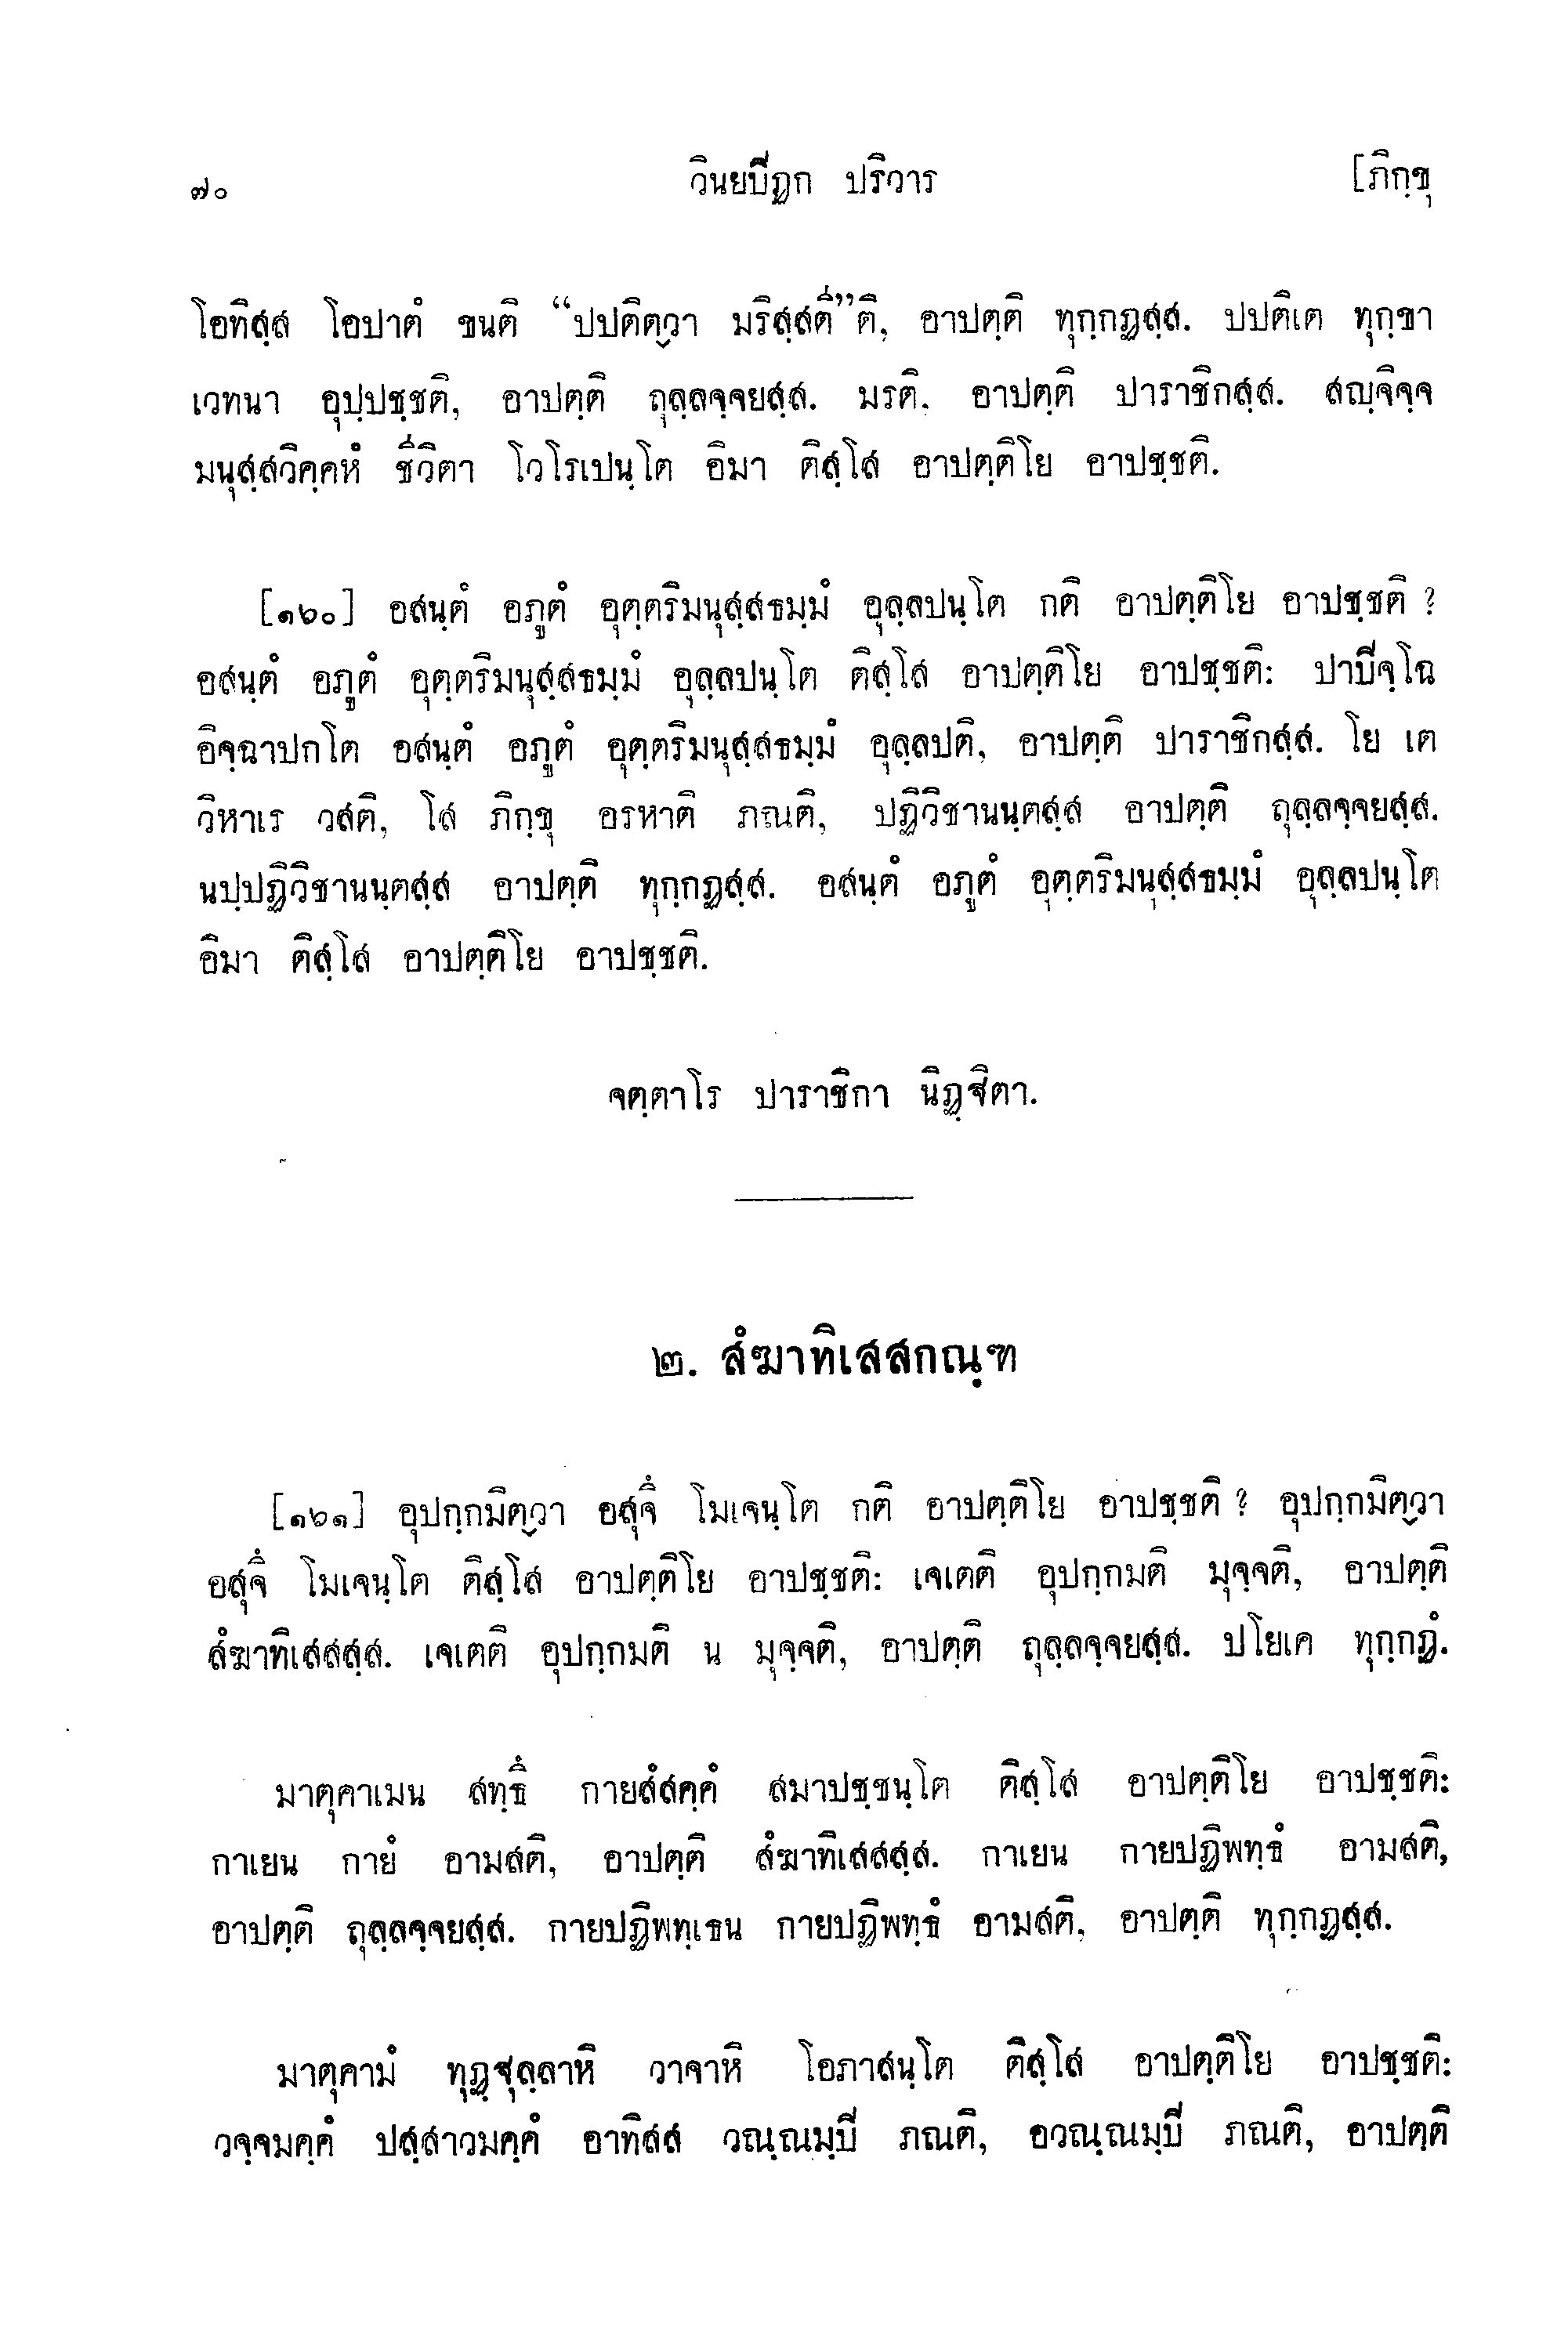 ๗๐ วินยปิฏก ปริวาร [ภิกฺขุ
โอทิสฺส โอปาตํ ขนติ “ปปติตฺวา มริสฺสตี”ติ, อาปตฺติ ทุกฺกฏสฺส. ปปติเต ทุกฺขา
เวทนา อุปฺปชฺชติ, อาปตฺติ ถุลฺลจฺจยสฺส. มรติ, อาปตฺติ ปาราชิกสฺส. สญฺจิจฺจ
มนุสฺสวิคฺคหํ ชีวิตา โวโรเปนฺโต อิมา ติสฺโส อาปตฺติโย อาปชฺชติ.
[๑๖๐] อสนฺตํ อภูตํ อุตฺตริมนุสฺสธมฺมํ อุลฺลปนฺโต กติ อาปตฺติโย อาปชฺชติ ?
อสนฺตํ อภูตํ อุตฺตริมนุสฺสธมฺมํ อุลฺลปนฺโต ติสฺโส อาปตฺติโย อาปชฺชติ: ปาปิจฺโฉ
อิจฺฉาปกโต อสนฺตํ อภูตํ อุตฺตริมนุสฺสธมฺมํ อุลฺลปติ, อาปตฺติ ปาราชิกสฺส. โย เต
วิหาเร วสติ, โส ภิกฺขุ อรหาติ ภณติ, ปฏิวิชานนฺตสฺส อาปตฺติ ถุลฺลจฺจยสฺส.
นปฺปฏิวิชานนฺตสฺส อาปตฺติ ทุกฺกฏสฺส. อสนฺตํ อภูตํ อุตฺตริมนุสฺสธมฺมํ อุลฺลปนฺโต
อิมา ติสฺโส อาปตฺติโย อาปชฺชติ.
จตฺตาโร ปาราชิกา นิฏฺฐิตา.
๒. สํฆาทิเสสกณฺฑ
[๑๖๑] อุปกฺกมิตฺวา อสุจึ โมเจนฺโต กติ อาปตฺติโย อาปชฺชติ ? อุปกฺกมิตฺวา
อสุจึ โมเจนฺโต ติสฺโส อาปตฺติโย อาปชฺชติ: เจเตติ อุปกฺกมติ มุจฺจติ, อาปตฺติ
สํฆาทิเสสสฺส. เจเตติ อุปกฺกมติ น มุจฺจติ, อาปตฺติ ถุลฺลจฺจยสฺส. ปโยเค ทุกฺกฏํ.
มาตุคาเมน สทฺธึ กายสํสคฺคํ สมาปชฺชนฺโต ติสฺโส อาปตฺติโย อาปชฺชติ:
กาเยน กายํ อามสติ, อาปตฺติ สํฆาทิเสสสฺส. กาเยน กายปฏิพทฺธํ อามสติ,
อาปตฺติ ถุลฺลจฺจยสฺส. กายปฏิพทฺเธน กายปฏิพทฺธํ อามสติ, อาปตฺติ ทุกฺกฏสฺส.
มาตุคามํ ทุฏฺฐุลฺลาหิ วาจาหิ โอภาสนฺโต ติสฺโส อาปตฺติโย อาปชฺชติ:
วจฺจมคฺคํ ปสฺสาวมคฺคํ อาทิสส วณฺณมฺปิ ภณติ, อวณฺณมฺปิ ภณติ, อาปตฺติ